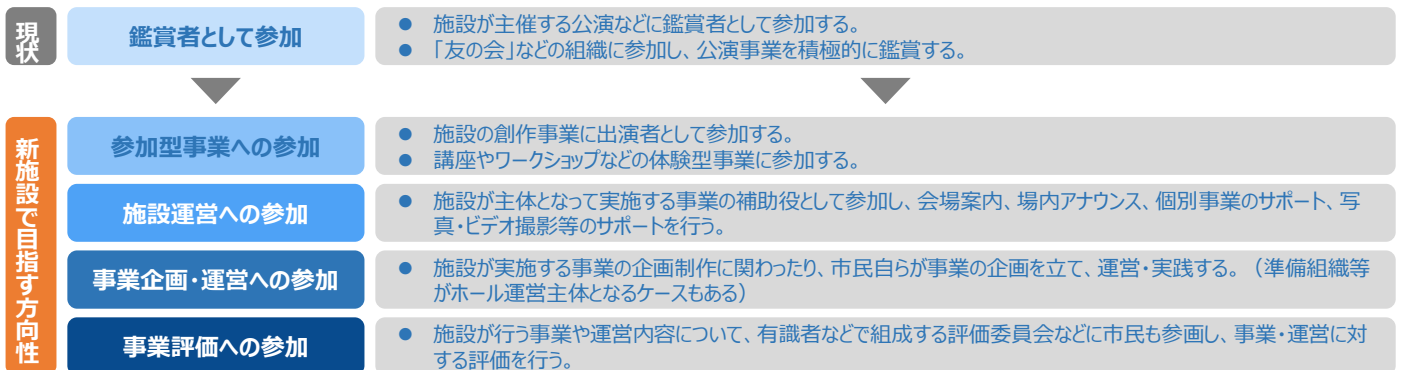 現状
鑑賞者として参加
● 施設が主催する公演などに鑑賞者として参加する。
● 「友の会」などの組織に参加し、公演事業を積極的に鑑賞する。
新施設で目指す方向性
参加型事業への参加
● 施設の創作事業に出演者として参加する。
● 講座やワークショップなどの体験型事業に参加する。
施設運営への参加
● 施設が主体となって実施する事業の補助役として参加し、会場案内、場内アナウンス、個別事業のサポート、写
真・ビデオ撮影等のサポートを行う。
事業企画・運営への参加
● 施設が実施する事業の企画制作に関わったり、市民自らが事業の企画を立て、運営・実践する。（準備組織等
がホール運営主体となるケースもある）
事業評価への参加
● 施設が行う事業や運営内容について、有識者などで組成する評価委員会などに市民も参画し、事業・運営に対
する評価を行う。